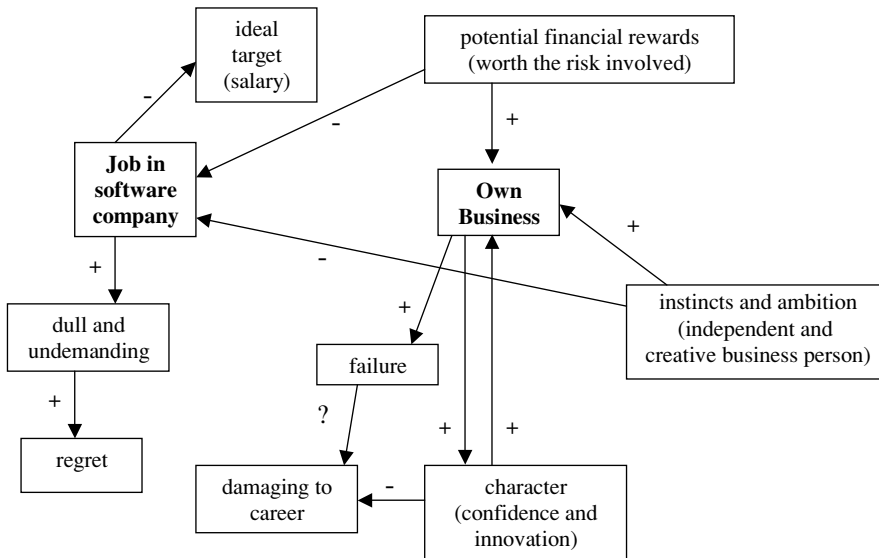 ideal
target
(salary)
potential financial rewards
(worth the risk involved)
-
-
+
Job in
software
company
Own
Business
+
-
+
instincts and ambition
(independent and
creative business person)
dull and
undemanding
+
failure
+
?
+
+
regret
damaging to
career
-
character
(confidence and
innovation)